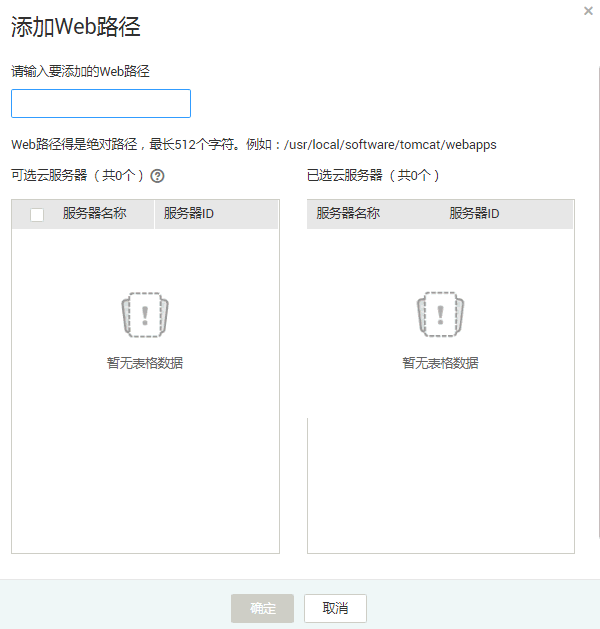 添加Web路径
请输入要添加的Web路径
Web路径得是绝对路径，最长512个字符。例如：/usr/local/software/tomcat/webapps
可选云服务器（共0个）
已选云服务器（共0个）
服务器名称 服务器ID
服务器名称 服务器ID
暂无表格数据
暂无表格数据
确定 取消